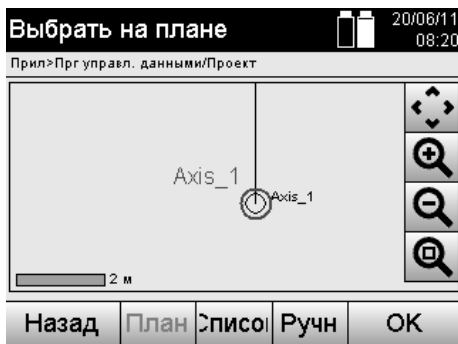 Выбрать на плане
20/06/11
08:20
Прил>Прг управл. данными/Проект
Axis_1
Axis_1
2 м
Назад План Списо Ручн OK